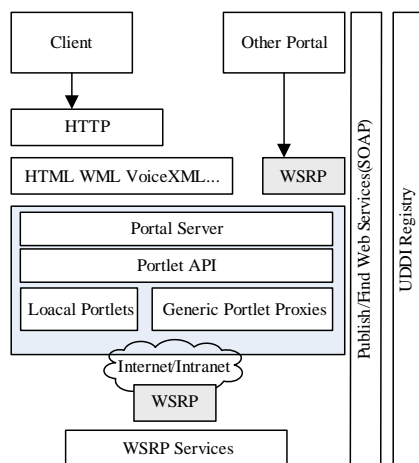 Client
Other Portal
HTTP
HTML WML VoiceXML...
WSRP
Portal Server
Portlet API
Loacal Portlets
Generic Portlet Proxies
Internet/Intranet
WSRP
WSRP Services
Publish/Find Web Services(SOAP)
UDDI Registry